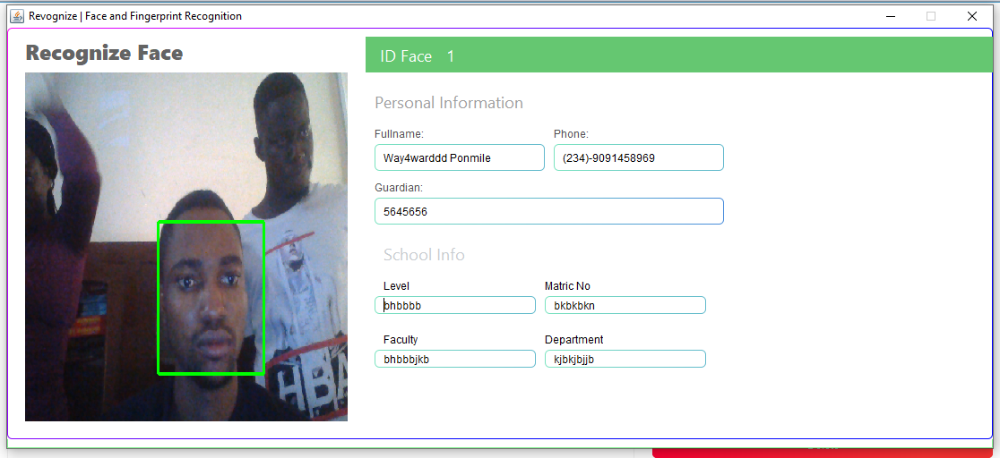 Revognize | Face and Fingerprint Recognition
Recognize Face
ID Face 1
Personal Information
Fullname: Phone:
Way4warddd Ponmile (234)-9091458969
Guardian:
5645656
School Info
Level Matric No
bhbbbb bkbkbkn
Faculty Department
bhbbbjkb kjbkjbjjb
HBA